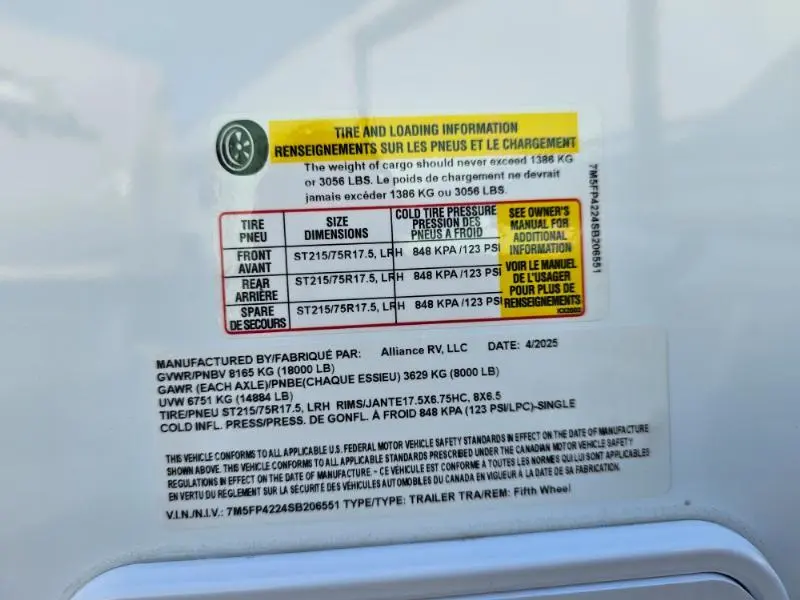 TIRE AND LOADING INFORMATION
RENSEIGNEMENTS SUR LES PNEUS ET LE CHARGEMENT
The weight of cargo should never exceed 1386 KG
or 3056 LBS. Le poids de chargement ne devrait
jamais excéder 1386 KG ou 3056 LBS.
TIRE
PNEU
SIZE
DIMENSIONS
COLD TIRE PRESSURE
PRESSION DES
PNEUS A FROID
SEE OWNER'S
MANUAL FOR
ADDITIONAL
INFORMATION
VOIR LE MANUEL
DE L'USAGER
POUR PLUS DE
RENSEIGNEMENTS
KX2602
FRONT
AVANT
ST215/75R17.5, LRH 848 KPA /123 PSI
REAR
ARRIÈRE
ST215/75R17.5, LRH 848 KPA /123 PSI
SPARE
DE SECOURS
ST215/75R17.5, LRH 848 KPA /123 PSI
7M5FP4224SB206551
MANUFACTURED BY/FABRIQUÉ PAR: Alliance RV, LLC DATE: 4/2025
GVWR/PNBV 8165 KG (18000 LB)
GAWR (EACH AXLE)/PNBE(CHAQUE ESSIEU) 3629 KG (8000 LB)
UVW 6751 KG (14884 LB)
TIRE/PNEU ST215/75R17.5, LRH RIMS/JANTE17.5X6.75HC, 8X6.5
COLD INFL. PRESS/PRESS. DE GONFL. À FROID 848 KPA (123 PSI/LPC)-SINGLE
THIS VEHICLE CONFORMS TO ALL APPLICABLE U.S. FEDERAL MOTOR VEHICLE SAFETY STANDARDS IN EFFECT ON THE DATE OF MANUFACTURE
SHOWN ABOVE. THIS VEHICLE CONFORMS TO ALL APPLICABLE STANDARDS PRESCRIBED UNDER THE CANADIAN MOTOR VEHICLE SAFETY
REGULATIONS IN EFFECT ON THE DATE OF MANUFACTURE. - CE VÉHICULE EST CONFORME À TOUTES LES NORMES QUI LUI SONT APPLICABLES
EN VERTU DU RÈGLEMENT SUR LA SÉCURITÉ DES VÉHICULES AUTOMOBILES DU CANADA EN VIGUEUR À LA DATE DE SA FABRICATION.
V.I.N./N.I.V.: 7M5FP4224SB206551 TYPE/TYPE: TRAILER TRA/REM: Fifth Wheel